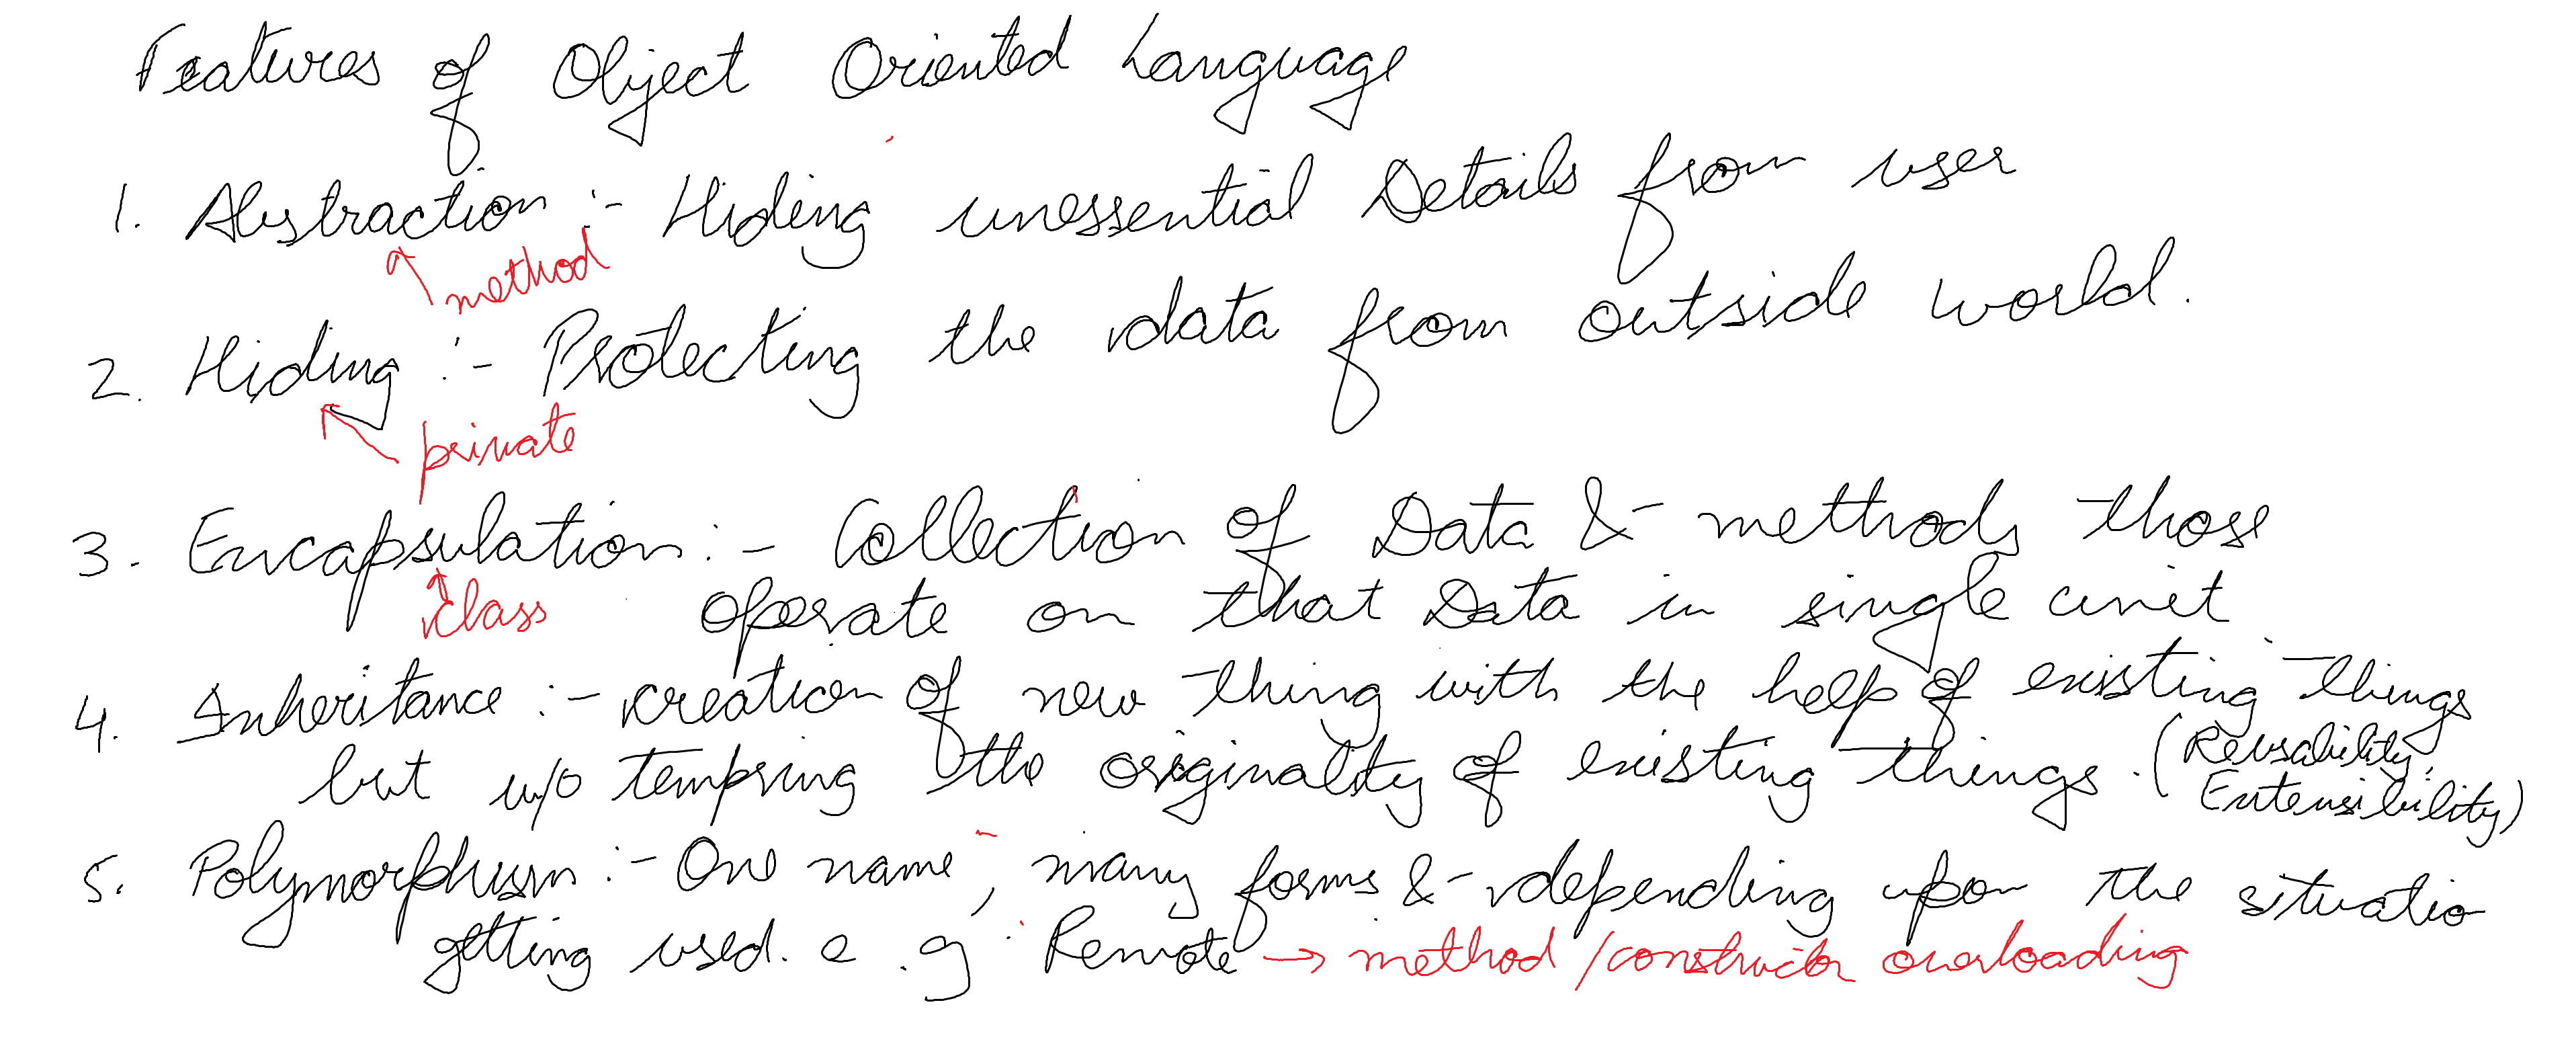 Features of Object Oriented Language
1. Abstraction :- Hiding unessential Details from user
method
2. Hiding :- Protecting the data from outside world.
private
3. Encapsulation :- Collection of Data & methods those
class operate on that Data in single unit.
4. Inheritance :- creation of new thing with the help of existing things
but w/o tempring the originality of existing things. (Reusability,
Extensibility)
5. Polymorphism :- One name, many forms & depending upon the situatio
getting used. e.g Remote → method/constructor overloading